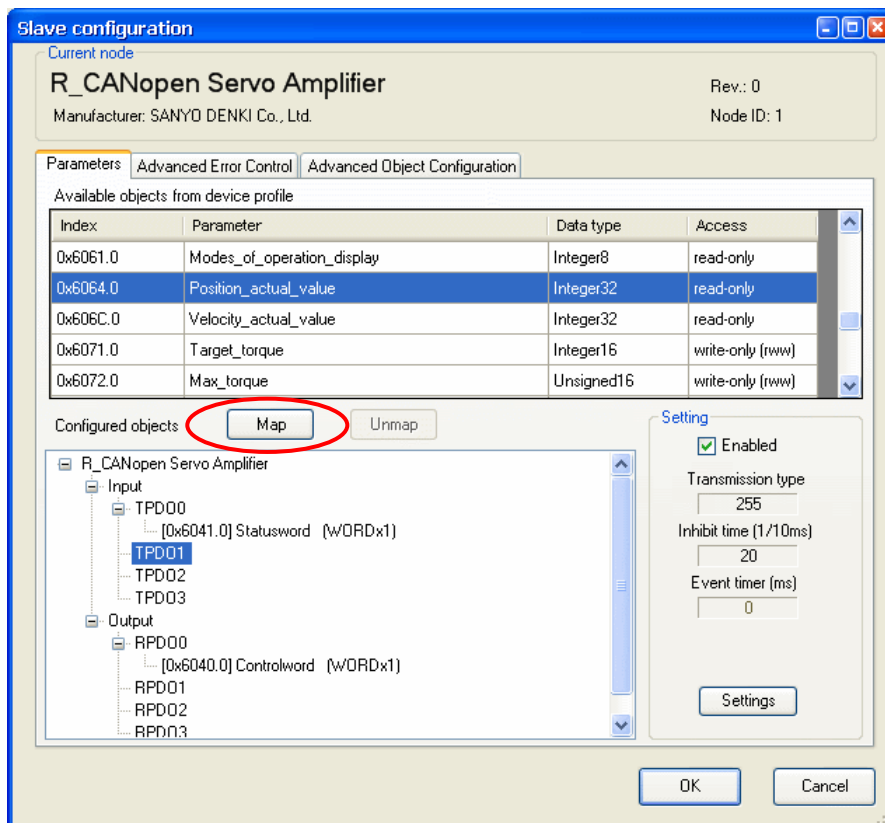 Slave configuration
Current node
R_CANopen Servo Amplifier
Rev.: 0
Manufacturer: SANYO DENKI Co., Ltd.
Node ID: 1
Parameters Advanced Error Control Advanced Object Configuration
Available objects from device profile
Index Parameter Data type Access
0x6061.0 Modes_of_operation_display Integer8 read-only
0x6064.0 Position_actual_value Integer32 read-only
0x606C.0 Velocity_actual_value Integer32 read-only
0x6071.0 Target_torque Integer16 write-only (rww)
0x6072.0 Max_torque Unsigned16 write-only (rww)
Configured objects Map Unmap
R_CANopen Servo Amplifier
Input
TPDO0
[0x6041.0] Statusword (WORDx1)
TPDO1
TPDO2
TPDO3
Output
RPDO0
[0x6040.0] Controlword (WORDx1)
RPDO1
RPDO2
RPDO3
Setting
Enabled
Transmission type
255
Inhibit time (1/10ms)
20
Event timer (ms)
0
Settings
OK Cancel